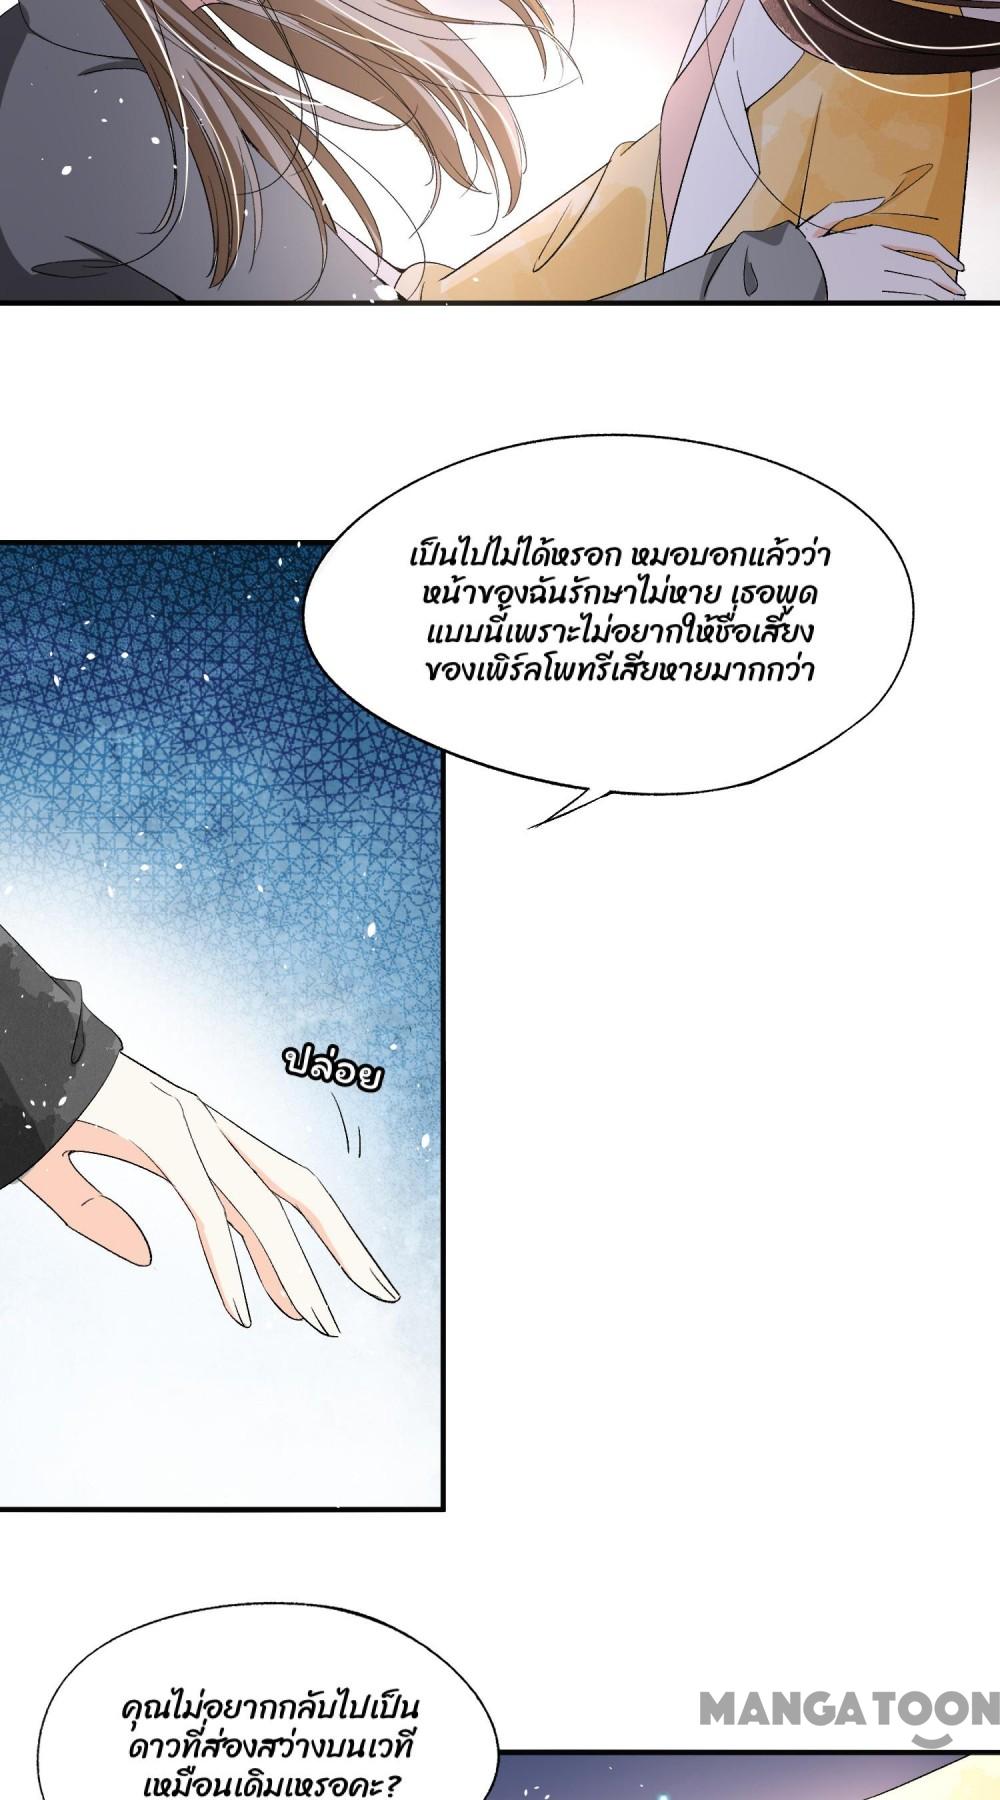 เป็นไปไม่ได้หรอก หมอบอกแล้วว่า
หน้าของฉันรักษาไม่หาย เธอพูด
แบบนี้เพราะไม่อยากให้ชื่อเสียง
ของเพิร์ลโพทรีเสียหายมากกว่า
ปล่อย
คุณไม่อยากกลับไปเป็น
ดาวที่ส่องสว่างบนเวที
เหมือนเดิมเหรอคะ?
MANGATOON